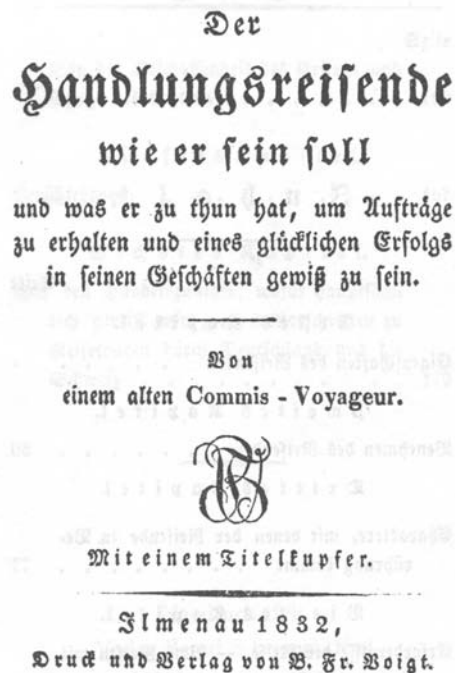 Der
Handlungsreisende
wie er sein soll
und was er zu thun hat, um Aufträge
zu erhalten und eines glücklichen Erfolgs
in seinen Geschäften gewiß zu sein.
Von
einem alten Commis - Voyageur.
Mit einem Titelkupfer.
Ilmenau 1832,
Druck und Verlag von B. Fr. Voigt.